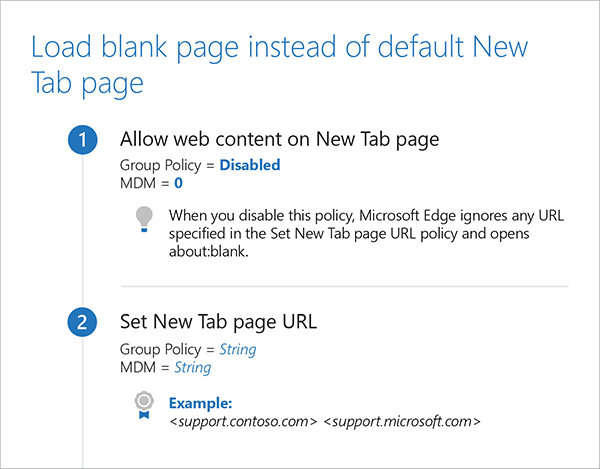 Load blank page instead of default New
Tab page
1
Allow web content on New Tab page
Group Policy = Disabled
MDM = 0
When you disable this policy, Microsoft Edge ignores any URL
specified in the Set New Tab page URL policy and opens
about:blank.
2
Set New Tab page URL
Group Policy = String
MDM = String
Example:
<support.contoso.com> <support.microsoft.com>